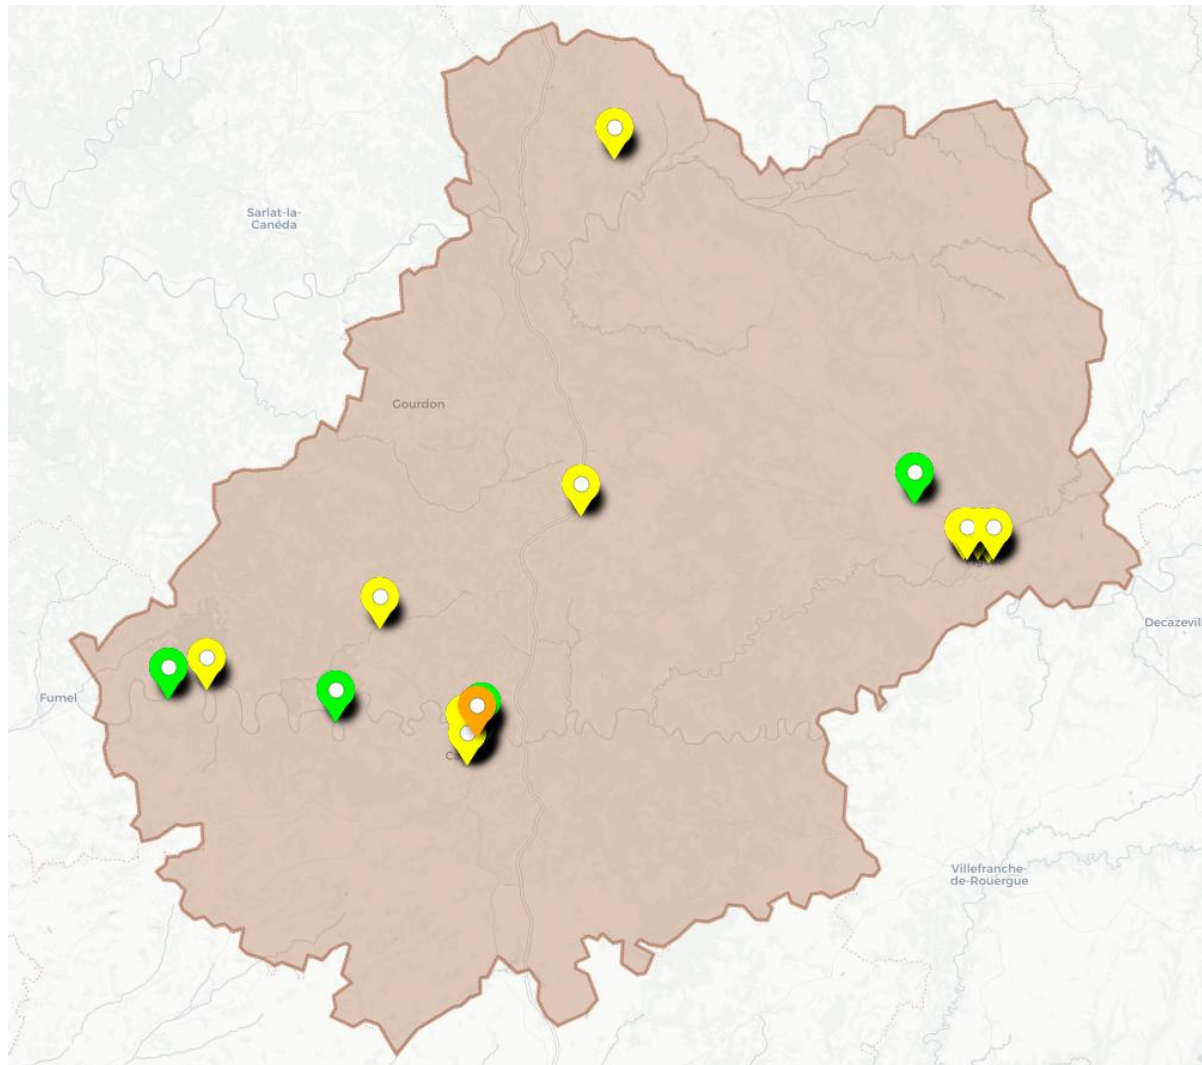 Sarlat-la-
Canéda
Gourdon
Decazevil
Fumel
Villefranche-
de-Rouergue